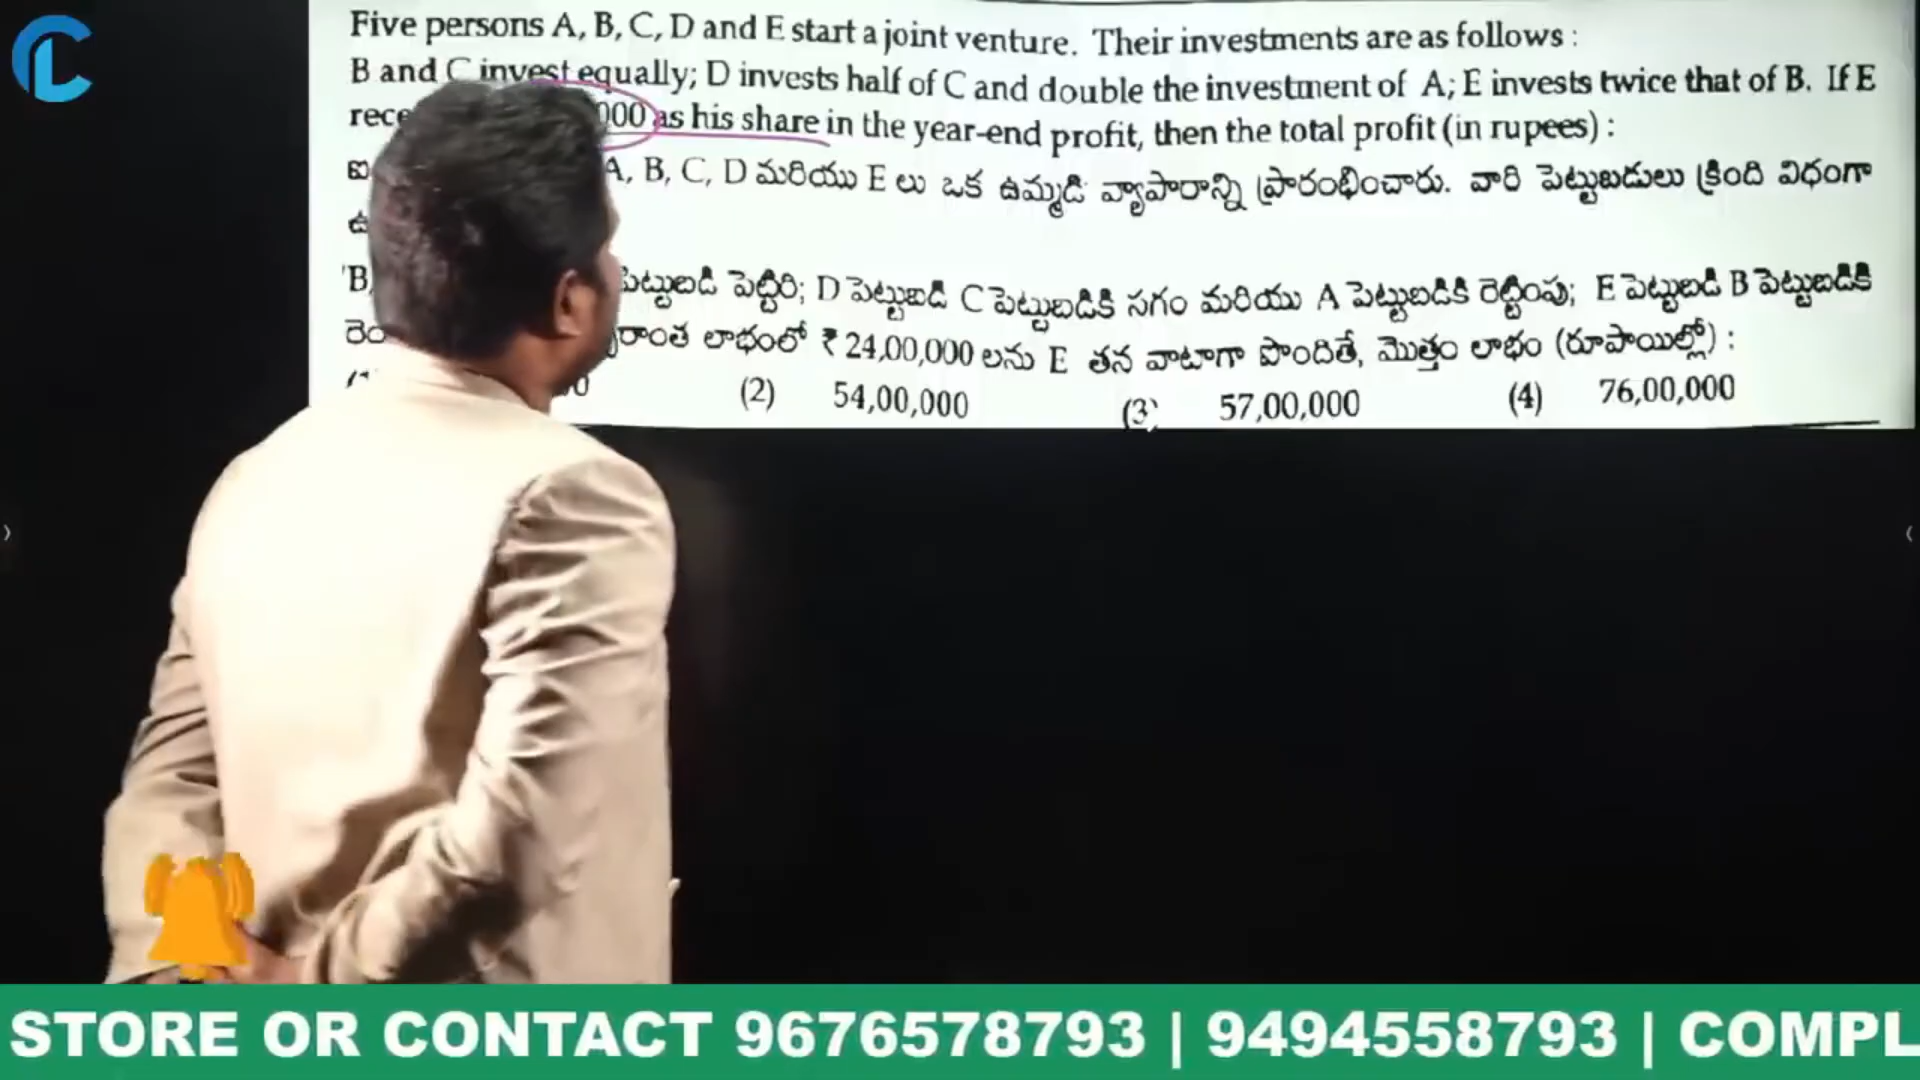 Five persons A, B, C, D and E start a joint venture. Their investments are as follows :
B and C invest equally; D invests half of C and double the investment of A; E invests twice that of B. If E
as his share in the year-end profit, then the total profit (in rupees) :
A, B, C, D మరియు E లు ఒక ఉమ్మడి వ్యాపారాన్ని ప్రారంభించారు. వారి పెట్టుబడులు క్రింది విధంగా
పెట్టుబడి పెట్టిరి; D పెట్టుబడి C పెట్టుబడికి సగం మరియు A పెట్టుబడికి రెట్టింపు; E పెట్టుబడి B పెట్టుబడికి
లాభంలో ₹ 24,00,000 లను E తన వాటాగా పొందితే, మొత్తం లాభం (రూపాయిల్లో) :
(2) 54,00,000 (3) 57,00,000 (4) 76,00,000
STORE OR CONTACT 9676578793 | 9494558793 |